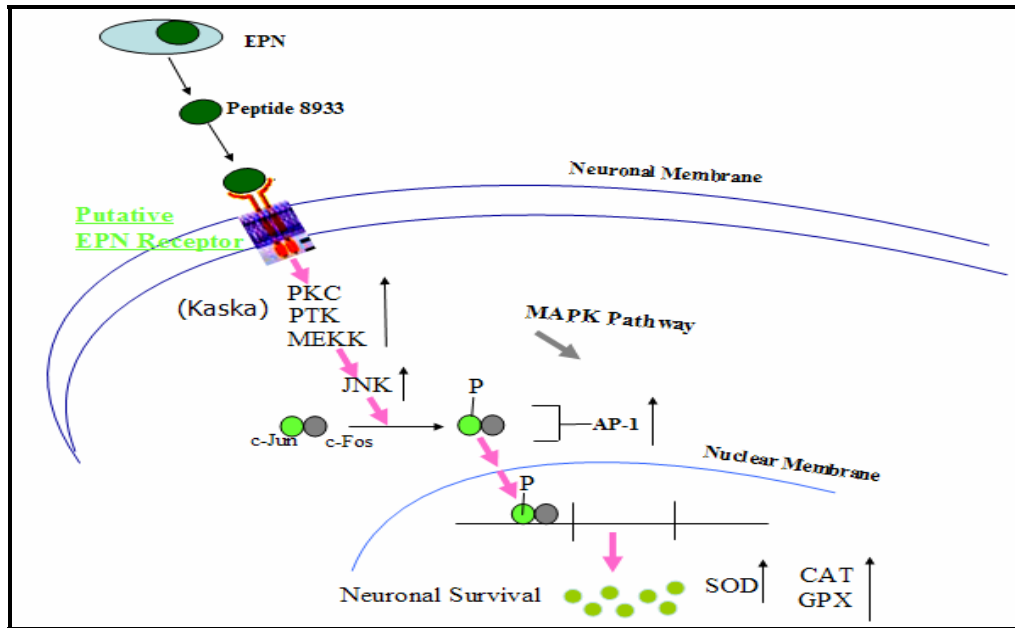 EPN
Peptide 8933
Neuronal Membrane
Putative
EPN Receptor
(Kaska)
PKC
PTK
MEKK
MAPK Pathway
JNK
P
c-Jun
c-Fos
AP-1
Nuclear Membrane
P
Neuronal Survival
SOD
CAT
GPX